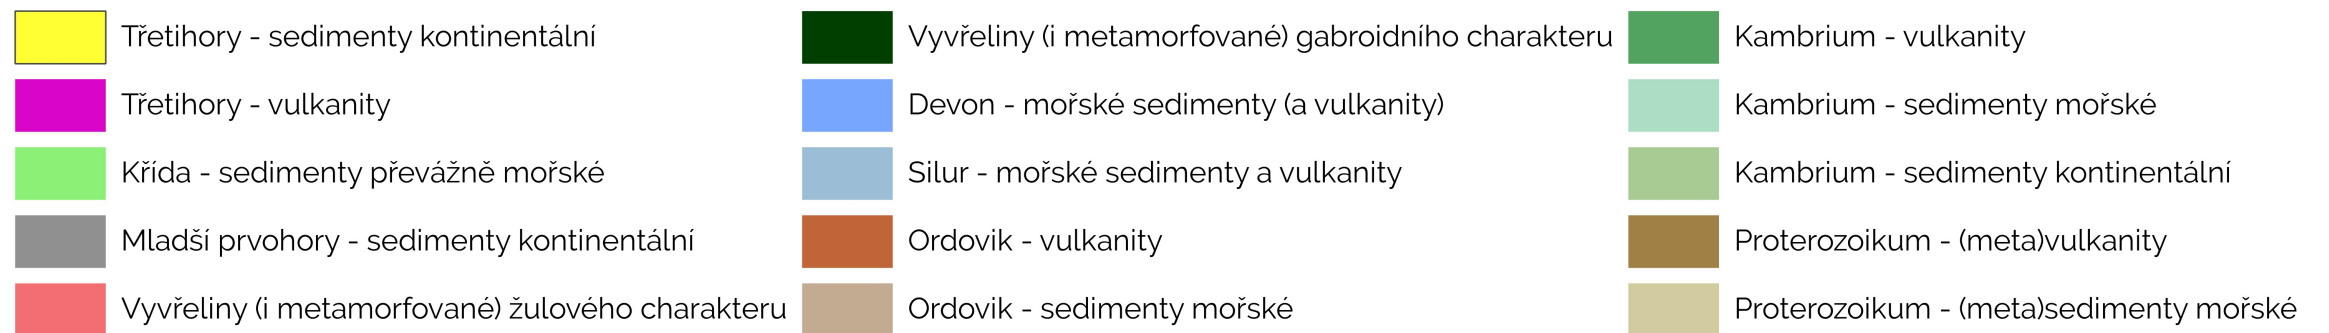 Třetihory - sedimenty kontinentální
Třetihory - vulkanity
Křída - sedimenty převážně mořské
Mladší prvohory - sedimenty kontinentální
Vyvřeliny (i metamorfované) žulového charakteru
Vyvřeliny (i metamorfované) gabroidního charakteru
Devon - mořské sedimenty (a vulkanity)
Silur - mořské sedimenty a vulkanity
Ordovik - vulkanity
Ordovik - sedimenty mořské
Kambrium - vulkanity
Kambrium - sedimenty mořské
Kambrium - sedimenty kontinentální
Proterozoikum - (meta)vulkanity
Proterozoikum - (meta)sedimenty mořské